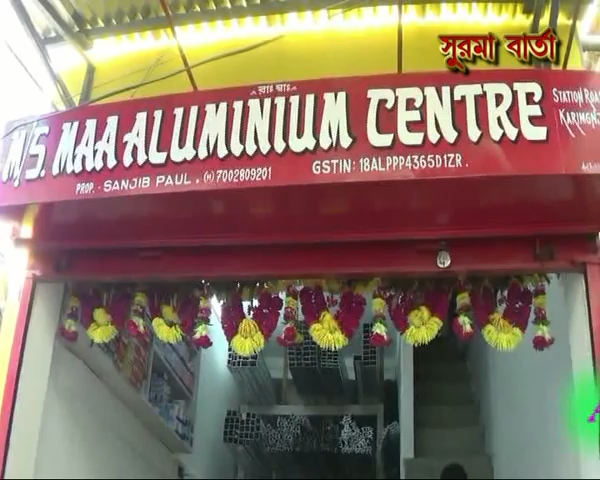 সুরমা বার্তা
M/S. MAA ALUMINIUM CENTRE
PROP. - SANJIB PAUL. (M) 7002809201
GSTIN: 18ALPPP4365D1ZR.
STATION ROAD